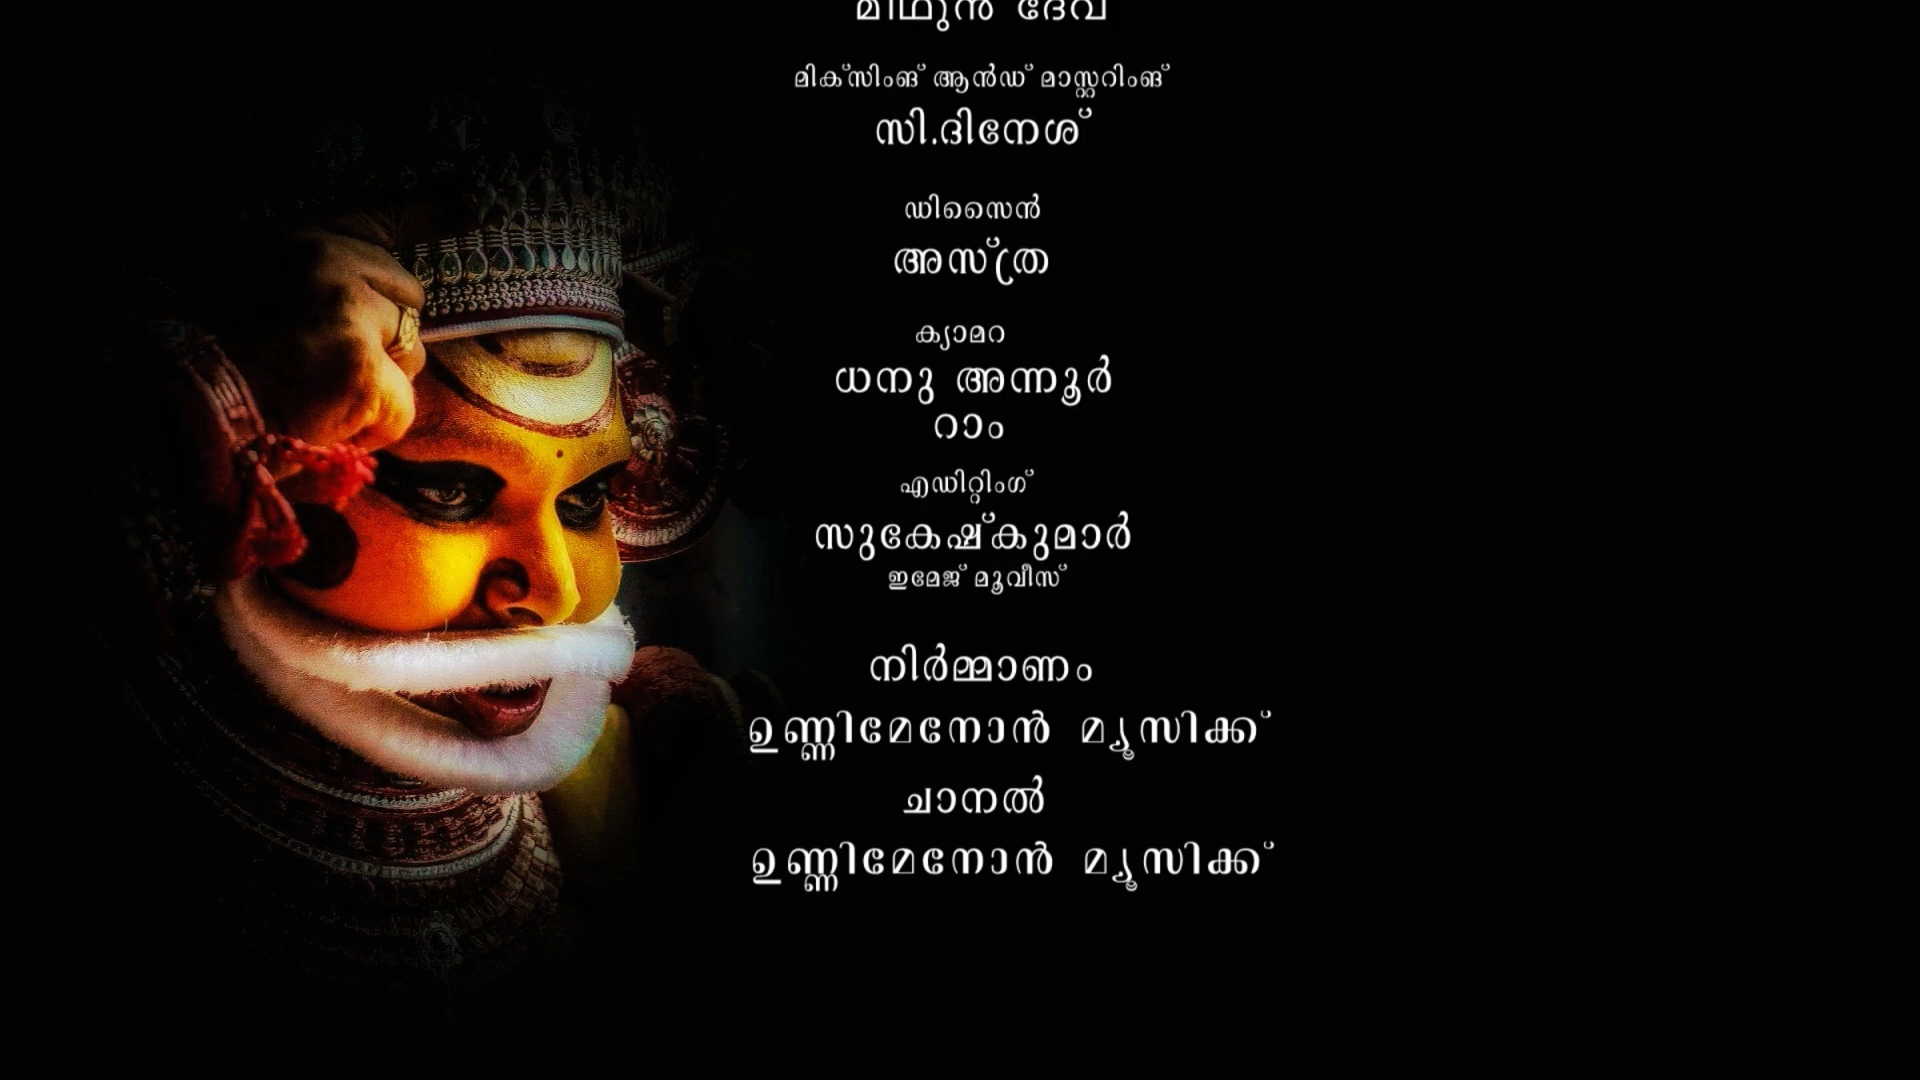 മിഥുൻ ദേവ്
മിക്സിംങ് ആൻഡ് മാസ്റ്ററിംങ്
സി.ദിനേശ്
ഡിസൈൻ
അസ്ത്ര
ക്യാമറ
ധനു അന്നൂർ
റാം
എഡിറ്റിംഗ്
സുകേഷ്കുമാർ
ഇമേജ് മൂവീസ്
നിർമ്മാണം
ഉണ്ണിമേനോൻ മ്യൂസിക്ക്
ചാനൽ
ഉണ്ണിമേനോൻ മ്യൂസിക്ക്